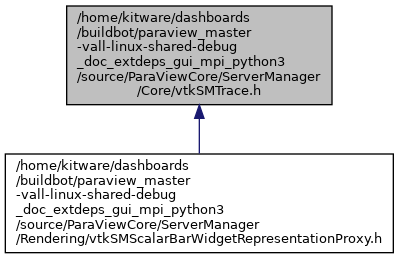 /home/kitware/dashboards
/buildbot/paraview_master
-vall-linux-shared-debug
_doc_extdeps_gui_mpi_python3
/source/ParaViewCore/ServerManager
/Core/vtkSMTrace.h
/home/kitware/dashboards
/buildbot/paraview_master
-vall-linux-shared-debug
_doc_extdeps_gui_mpi_python3
/source/ParaViewCore/ServerManager
/Rendering/vtkSMScalarBarWidgetRepresentationProxy.h